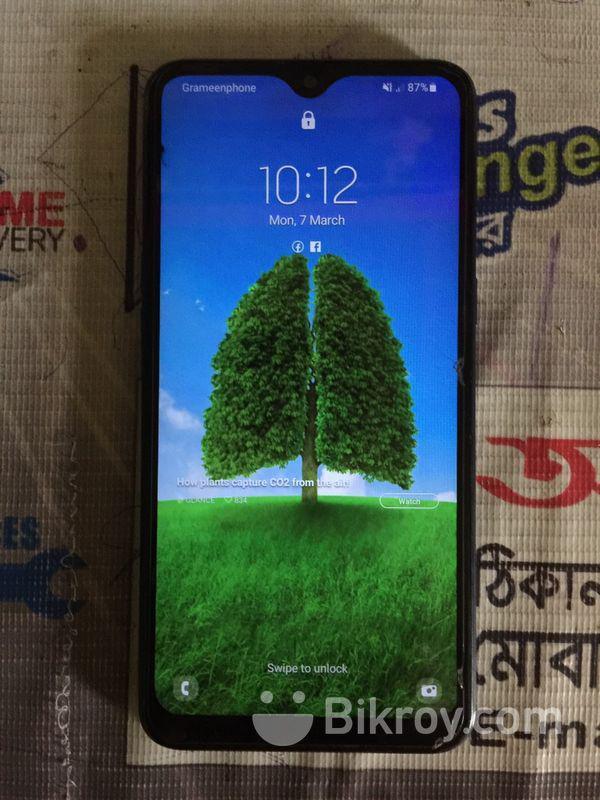 Grameenphone 87%
10:12
Mon, 7 March
nge
ME
VERY
How plants capture CO2 from the air!
GLANCE 834 Watch
ES
ঠিকান
মোবা
Swipe to unlock
Bikroy.com
E-ma